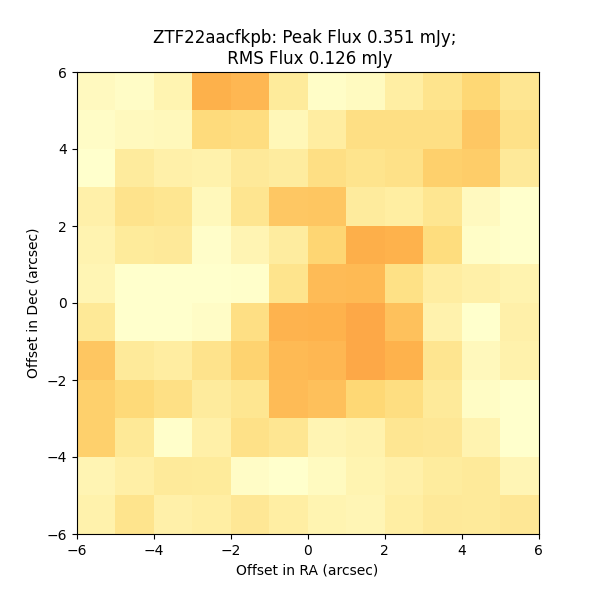 ZTF22aacfkpb: Peak Flux 0.351 mJy;
RMS Flux 0.126 mJy
6
4
2
0
−2
−4
−6
Offset in Dec (arcsec)
−6 −4 −2 0 2 4 6
Offset in RA (arcsec)